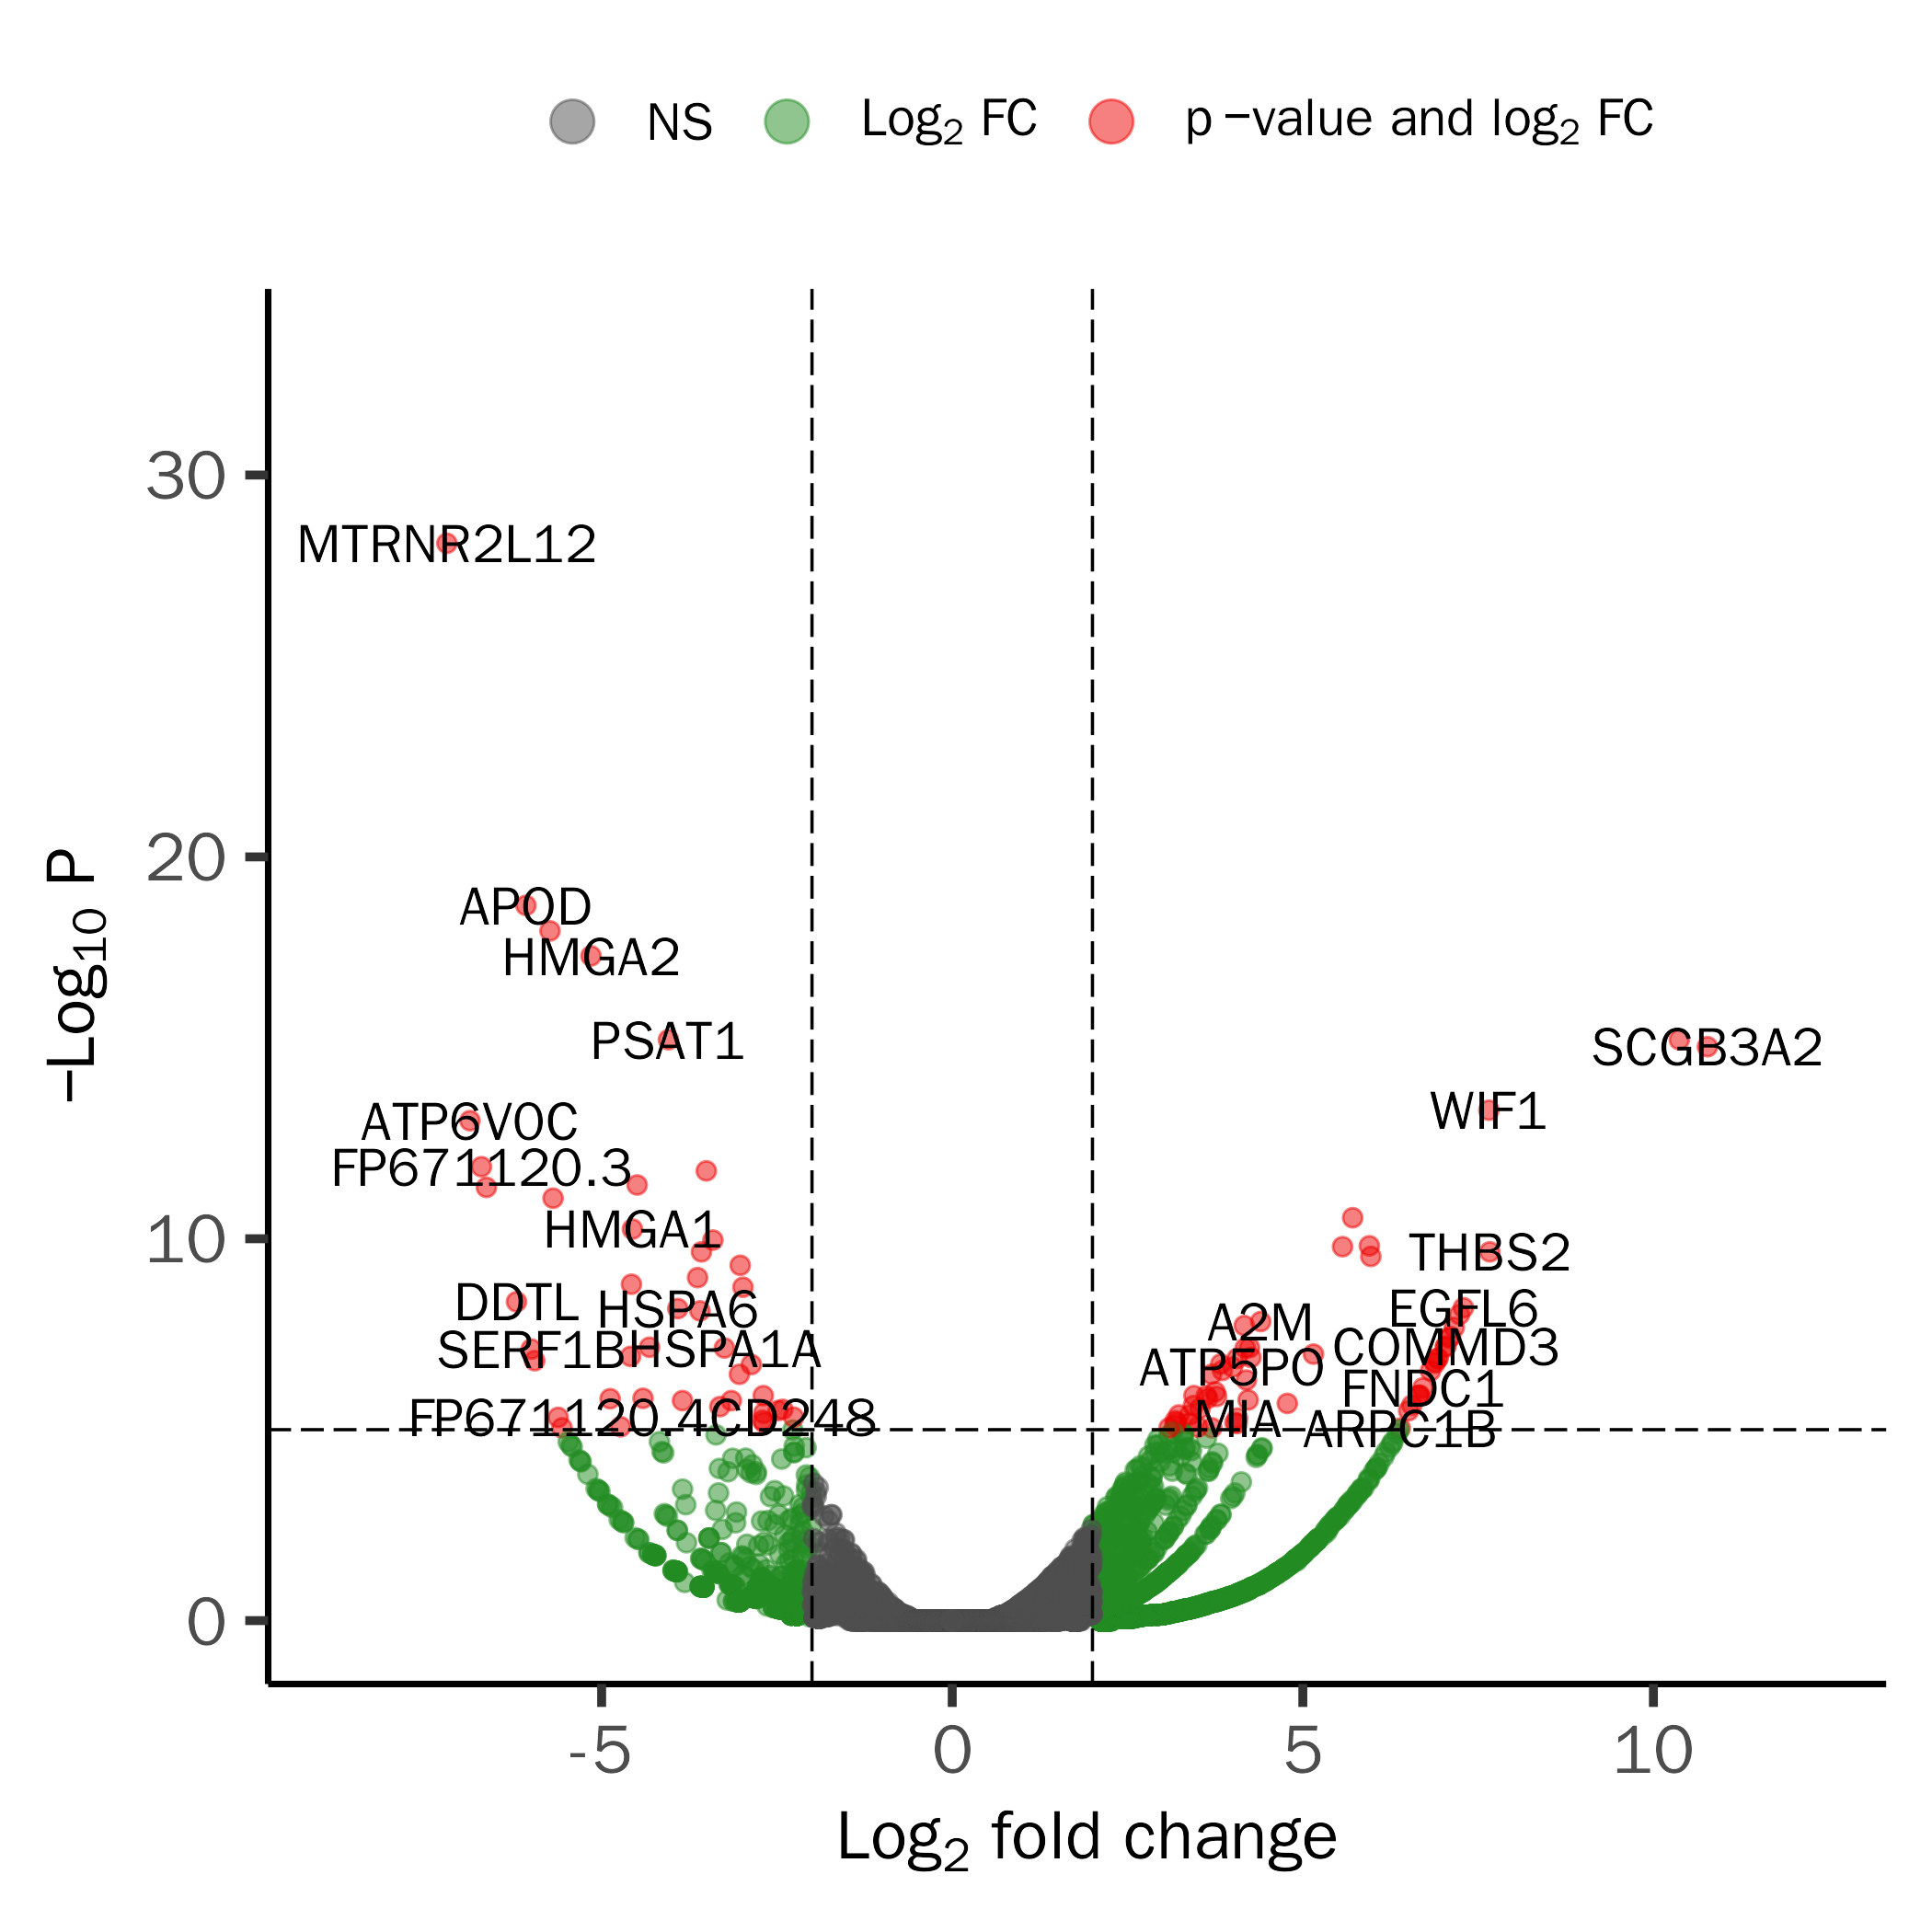 NS Log2 FC p −value and log2 FC
30
MTRNR2L12
20
−Log10 P
APOD
HMGA2
PSAT1
SCGB3A2
WIF1
ATP6V0C
FP671120.3
HMGA1
10
THBS2
DDTL
HSPA6
EGFL6
A2M
SERF1B
HSPA1A
COMMD3
ATP5PO
FNDC1
FP671120.4
CD248
MIA
ARPC1B
0
-5 0 5 10
Log2 fold change